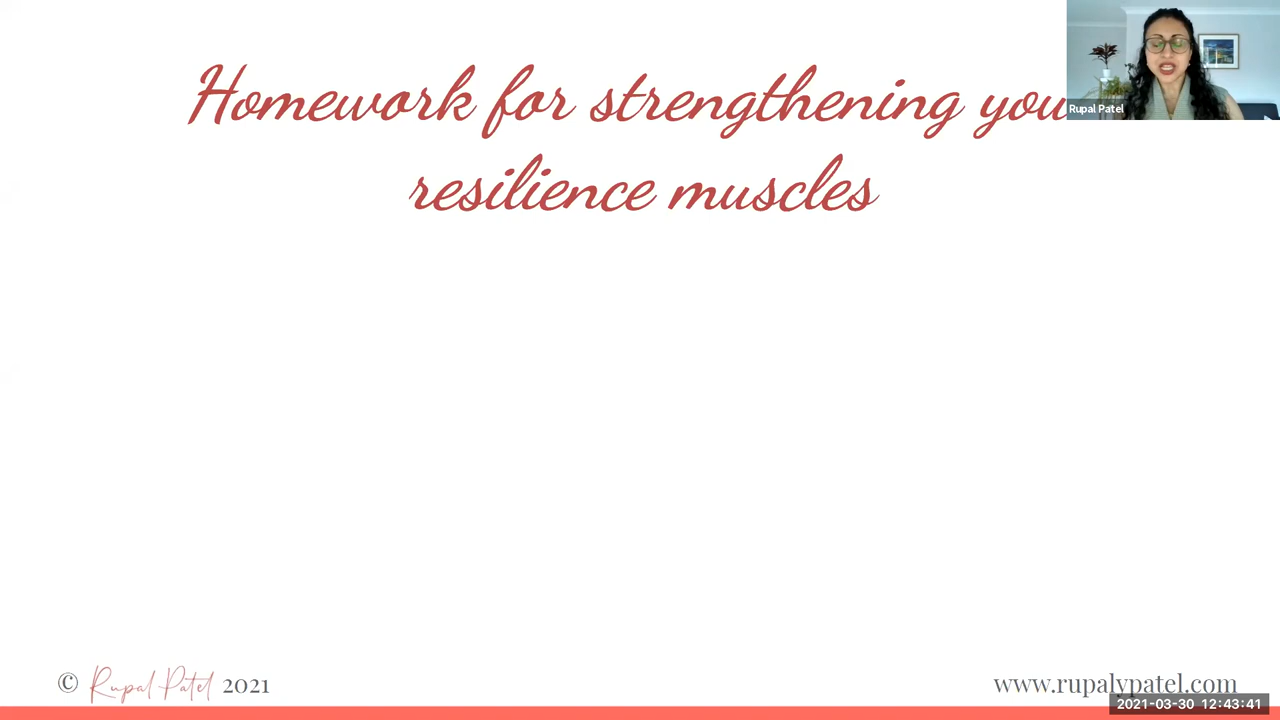 Homework for strengthening you
resilience muscles
Rupal Patel
© Rupal Patel 2021
www.rupalypatel.com
2021-03-30 12:43:41